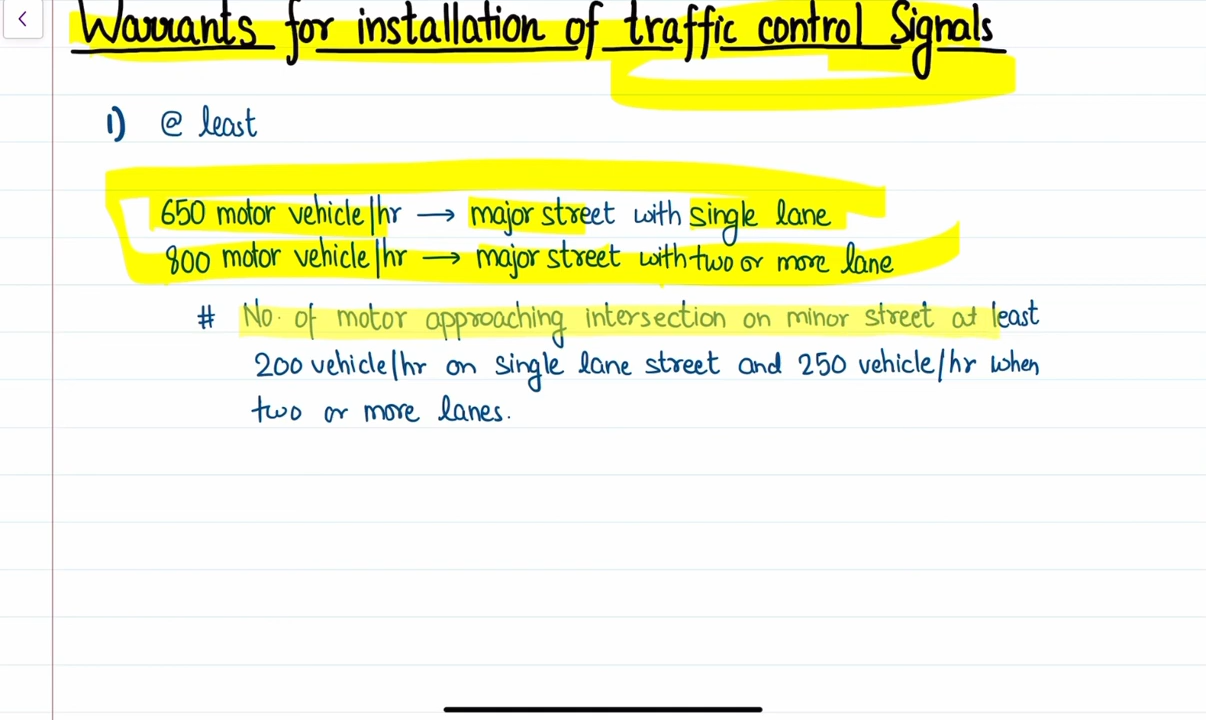 Warrants for installation of traffic control Signals
1) @ least
650 motor vehicle/hr → major street with single lane
800 motor vehicle/hr → major street with two or more lane
# No. of motor approaching intersection on minor street at least
200 vehicle/hr on single lane street and 250 vehicle/hr when
two or more lanes.